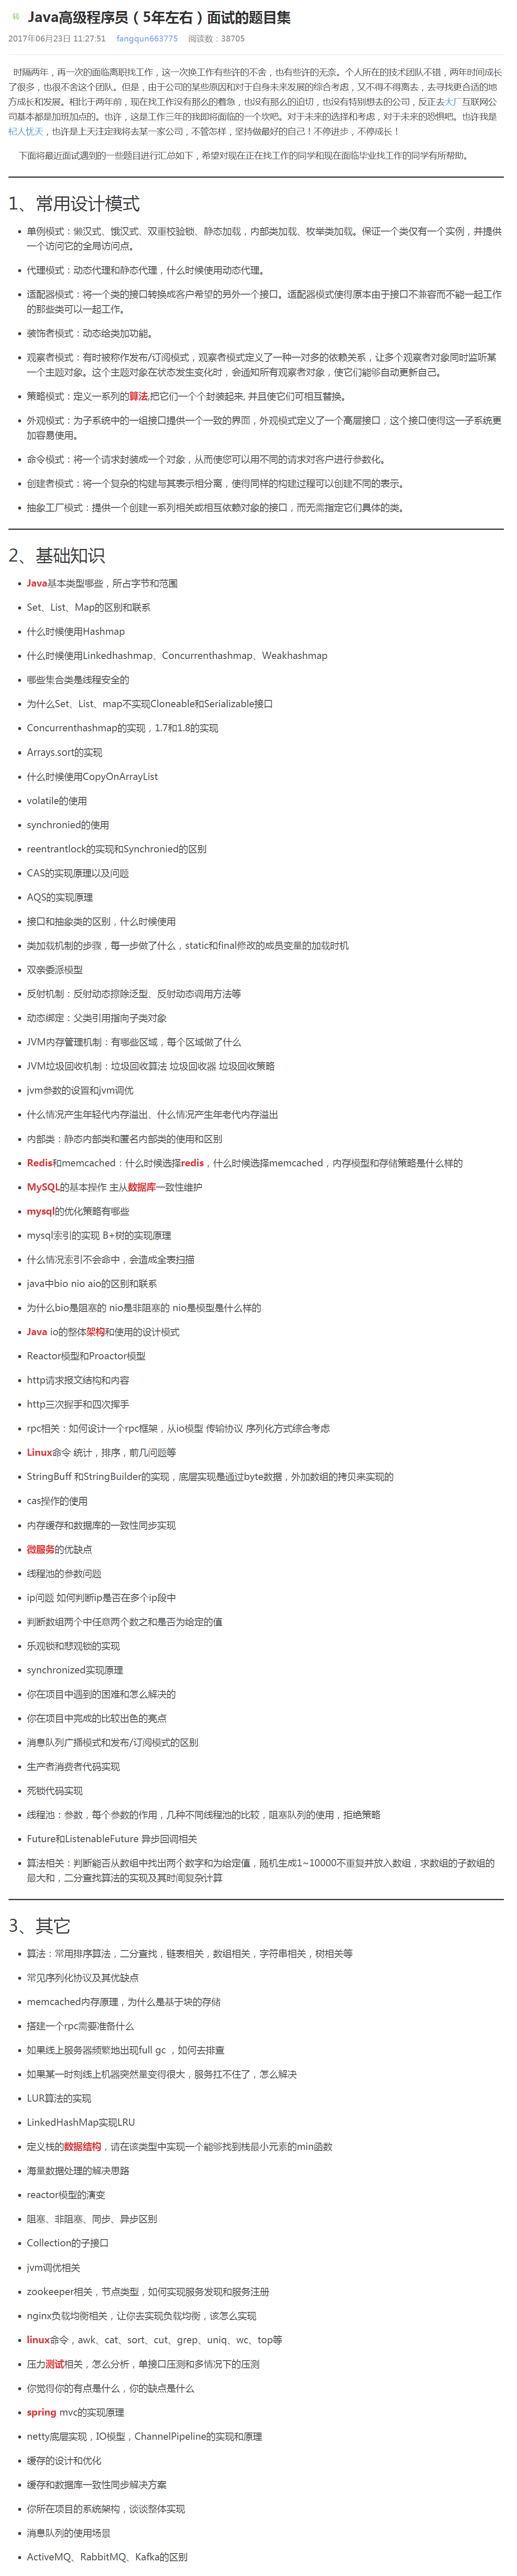 转 Java高级程序员（5年左右）面试的题目集
2017年06月23日 11:27:51 fangqun663775 阅读数：38705
时隔两年，再一次的面临离职找工作，这一次换工作有些许的不舍，也有些许的无奈。个人所在的技术团队不错，两年时间成长
了很多，也很不舍这个团队。但是，由于公司的某些原因和对于自身未来发展的综合考虑，又不得不得离去，去寻找更合适的地
方成长和发展。相比于两年前，现在找工作没有那么的着急，也没有那么的迫切，也没有特别想去的公司，反正去大厂互联网公
司基本都是加班加点的。也许，这是工作三年的我即将面临的一个坎吧。对于未来的选择和考虑，对于未来的恐惧吧。也许我是
杞人忧天，也许是上天注定我将去某一家公司，不管怎样，坚持做最好的自己！不停进步，不停成长！
下面将最近面试遇到的一些题目进行汇总如下，希望对现在正在找工作的同学和现在面临毕业找工作的同学有所帮助。
1、常用设计模式
单例模式：懒汉式、饿汉式、双重校验锁、静态加载，内部类加载、枚举类加载。保证一个类仅有一个实例，并提供
一个访问它的全局访问点。
代理模式：动态代理和静态代理，什么时候使用动态代理。
适配器模式：将一个类的接口转换成客户希望的另外一个接口。适配器模式使得原本由于接口不兼容而不能一起工作
的那些类可以一起工作。
装饰者模式：动态给类加功能。
观察者模式：有时被称作发布/订阅模式，观察者模式定义了一种一对多的依赖关系，让多个观察者对象同时监听某
一个主题对象。这个主题对象在状态发生变化时，会通知所有观察者对象，使它们能够自动更新自己。
策略模式：定义一系列的算法,把它们一个个封装起来, 并且使它们可相互替换。
外观模式：为子系统中的一组接口提供一个一致的界面，外观模式定义了一个高层接口，这个接口使得这一子系统更
加容易使用。
命令模式：将一个请求封装成一个对象，从而使您可以用不同的请求对客户进行参数化。
创建者模式：将一个复杂的构建与其表示相分离，使得同样的构建过程可以创建不同的表示。
抽象工厂模式：提供一个创建一系列相关或相互依赖对象的接口，而无需指定它们具体的类。
2、基础知识
Java基本类型哪些，所占字节和范围
Set、List、Map的区别和联系
什么时候使用Hashmap
什么时候使用Linkedhashmap、Concurrenthashmap、Weakhashmap
哪些集合类是线程安全的
为什么Set、List、map不实现Cloneable和Serializable接口
Concurrenthashmap的实现，1.7和1.8的实现
Arrays.sort的实现
什么时候使用CopyOnArrayList
volatile的使用
synchronied的使用
reentrantlock的实现和Synchronied的区别
CAS的实现原理以及问题
AQS的实现原理
接口和抽象类的区别，什么时候使用
类加载机制的步骤，每一步做了什么，static和final修改的成员变量的加载时机
双亲委派模型
反射机制：反射动态擦除泛型、反射动态调用方法等
动态绑定：父类引用指向子类对象
JVM内存管理机制：有哪些区域，每个区域做了什么
JVM垃圾回收机制：垃圾回收算法 垃圾回收器 垃圾回收策略
jvm参数的设置和jvm调优
什么情况产生年轻代内存溢出、什么情况产生年老代内存溢出
内部类：静态内部类和匿名内部类的使用和区别
Redis和memcached：什么时候选择redis，什么时候选择memcached，内存模型和存储策略是什么样的
MySQL的基本操作 主从数据库一致性维护
mysql的优化策略有哪些
mysql索引的实现 B+树的实现原理
什么情况索引不会命中，会造成全表扫描
java中bio nio aio的区别和联系
为什么bio是阻塞的 nio是非阻塞的 nio是模型是什么样的
Java io的整体架构和使用的设计模式
Reactor模型和Proactor模型
http请求报文结构和内容
http三次握手和四次挥手
rpc相关：如何设计一个rpc框架，从io模型 传输协议 序列化方式综合考虑
Linux命令 统计，排序，前几问题等
StringBuff 和StringBuilder的实现，底层实现是通过byte数据，外加数组的拷贝来实现的
cas操作的使用
内存缓存和数据库的一致性同步实现
微服务的优缺点
线程池的参数问题
ip问题 如何判断ip是否在多个ip段中
判断数组两个中任意两个数之和是否为给定的值
乐观锁和悲观锁的实现
synchronized实现原理
你在项目中遇到的困难和怎么解决的
你在项目中完成的比较出色的亮点
消息队列广播模式和发布/订阅模式的区别
生产者消费者代码实现
死锁代码实现
线程池：参数，每个参数的作用，几种不同线程池的比较，阻塞队列的使用，拒绝策略
Future和ListenableFuture 异步回调相关
算法相关：判断能否从数组中找出两个数字和为给定值，随机生成1~10000不重复并放入数组，求数组的子数组的
最大和，二分查找算法的实现及其时间复杂计算
3、其它
算法：常用排序算法，二分查找，链表相关，数组相关，字符串相关，树相关等
常见序列化协议及其优缺点
memcached内存原理，为什么是基于块的存储
搭建一个rpc需要准备什么
如果线上服务器频繁地出现full gc ，如何去排查
如果某一时刻线上机器突然量变得很大，服务扛不住了，怎么解决
LUR算法的实现
LinkedHashMap实现LRU
定义栈的数据结构，请在该类型中实现一个能够找到栈最小元素的min函数
海量数据处理的解决思路
reactor模型的演变
阻塞、非阻塞、同步、异步区别
Collection的子接口
jvm调优相关
zookeeper相关，节点类型，如何实现服务发现和服务注册
nginx负载均衡相关，让你去实现负载均衡，该怎么实现
linux命令，awk、cat、sort、cut、grep、uniq、wc、top等
压力测试相关，怎么分析，单接口压测和多情况下的压测
你觉得你的有点是什么，你的缺点是什么
spring mvc的实现原理
netty底层实现，IO模型，ChannelPipeline的实现和原理
缓存的设计和优化
缓存和数据库一致性同步解决方案
你所在项目的系统架构，谈谈整体实现
消息队列的使用场景
ActiveMQ、RabbitMQ、Kafka的区别